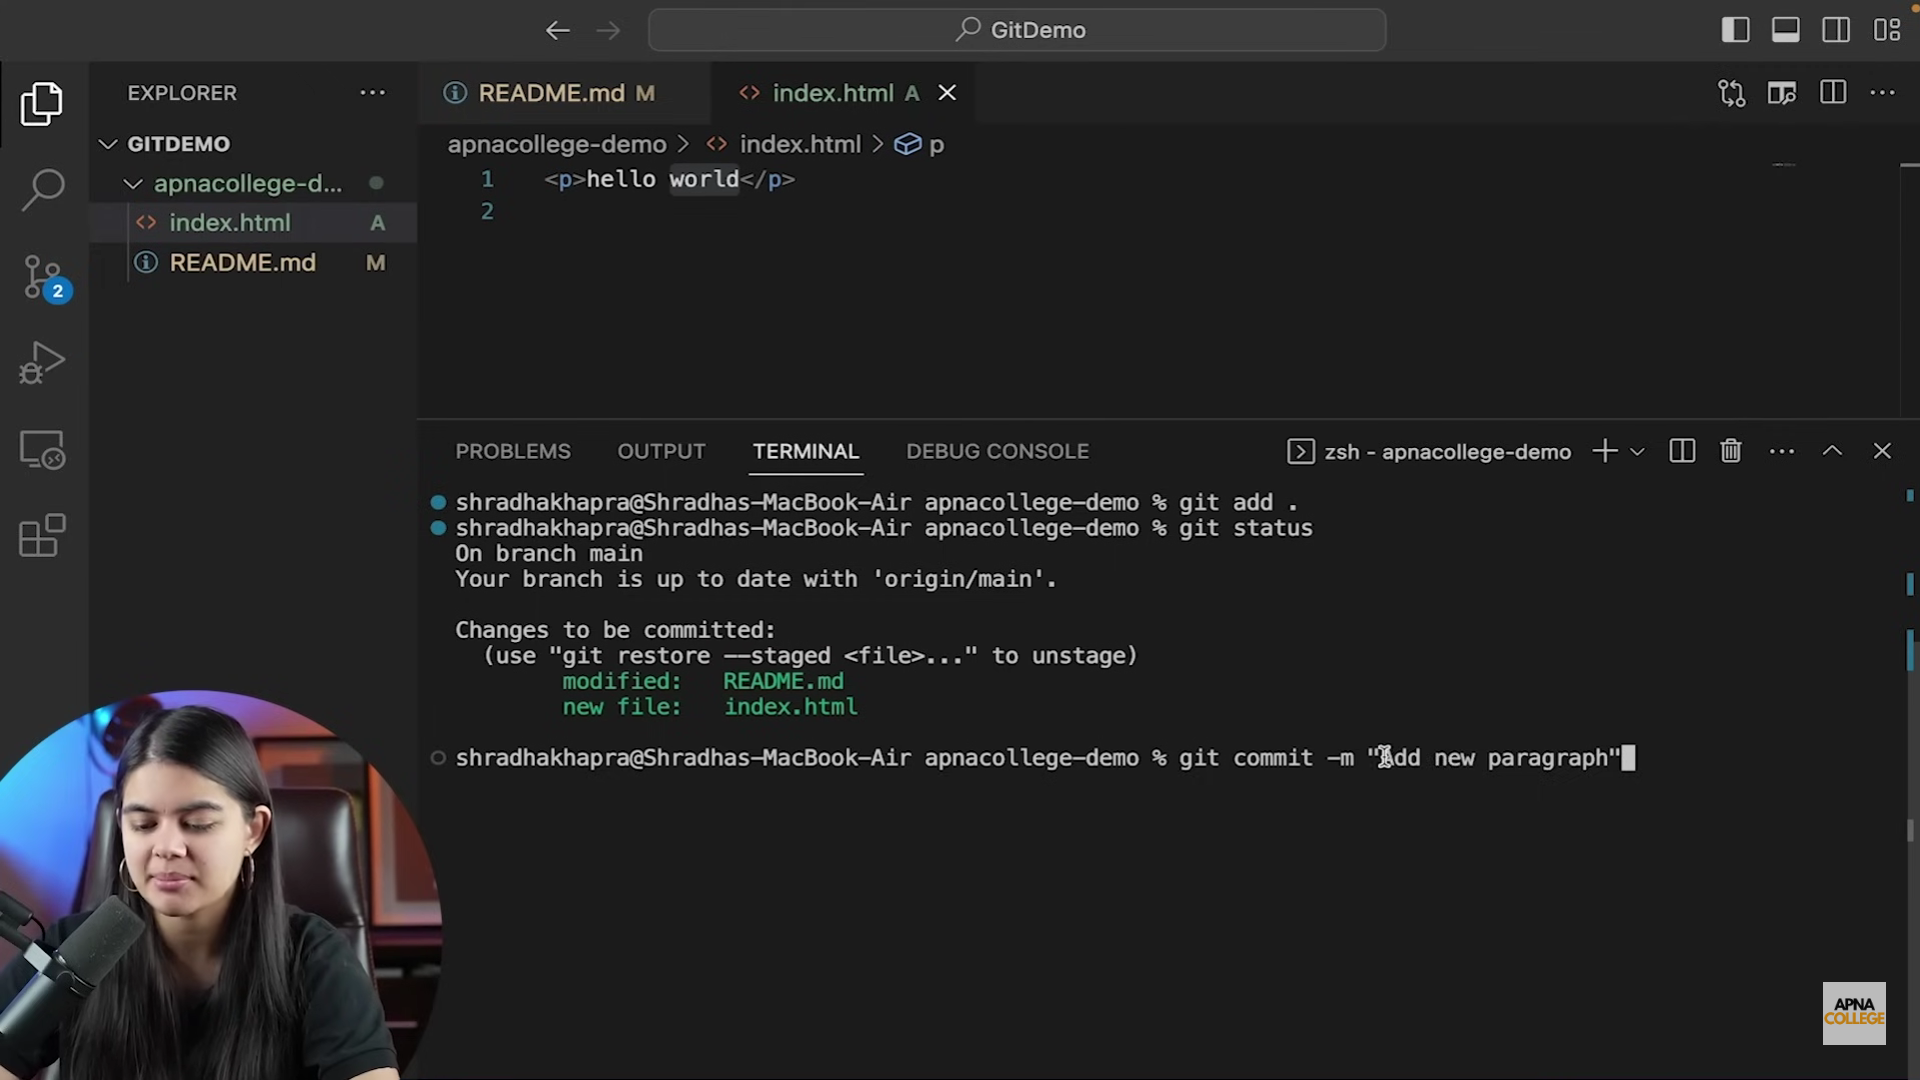 GitDemo
EXPLORER
GITDEMO
apnacollege-d...
index.html A
README.md M
2
README.md M
index.html A
apnacollege-demo > index.html > p
1 <p>hello world</p>
2
PROBLEMS OUTPUT TERMINAL DEBUG CONSOLE
zsh - apnacollege-demo
shradhakhapra@Shradhas-MacBook-Air apnacollege-demo % git add .
shradhakhapra@Shradhas-MacBook-Air apnacollege-demo % git status
On branch main
Your branch is up to date with 'origin/main'.
Changes to be committed:
(use "git restore --staged <file>..." to unstage)
modified: README.md
new file: index.html
shradhakhapra@Shradhas-MacBook-Air apnacollege-demo % git commit -m "Add new paragraph"
APNA
COLLEGE